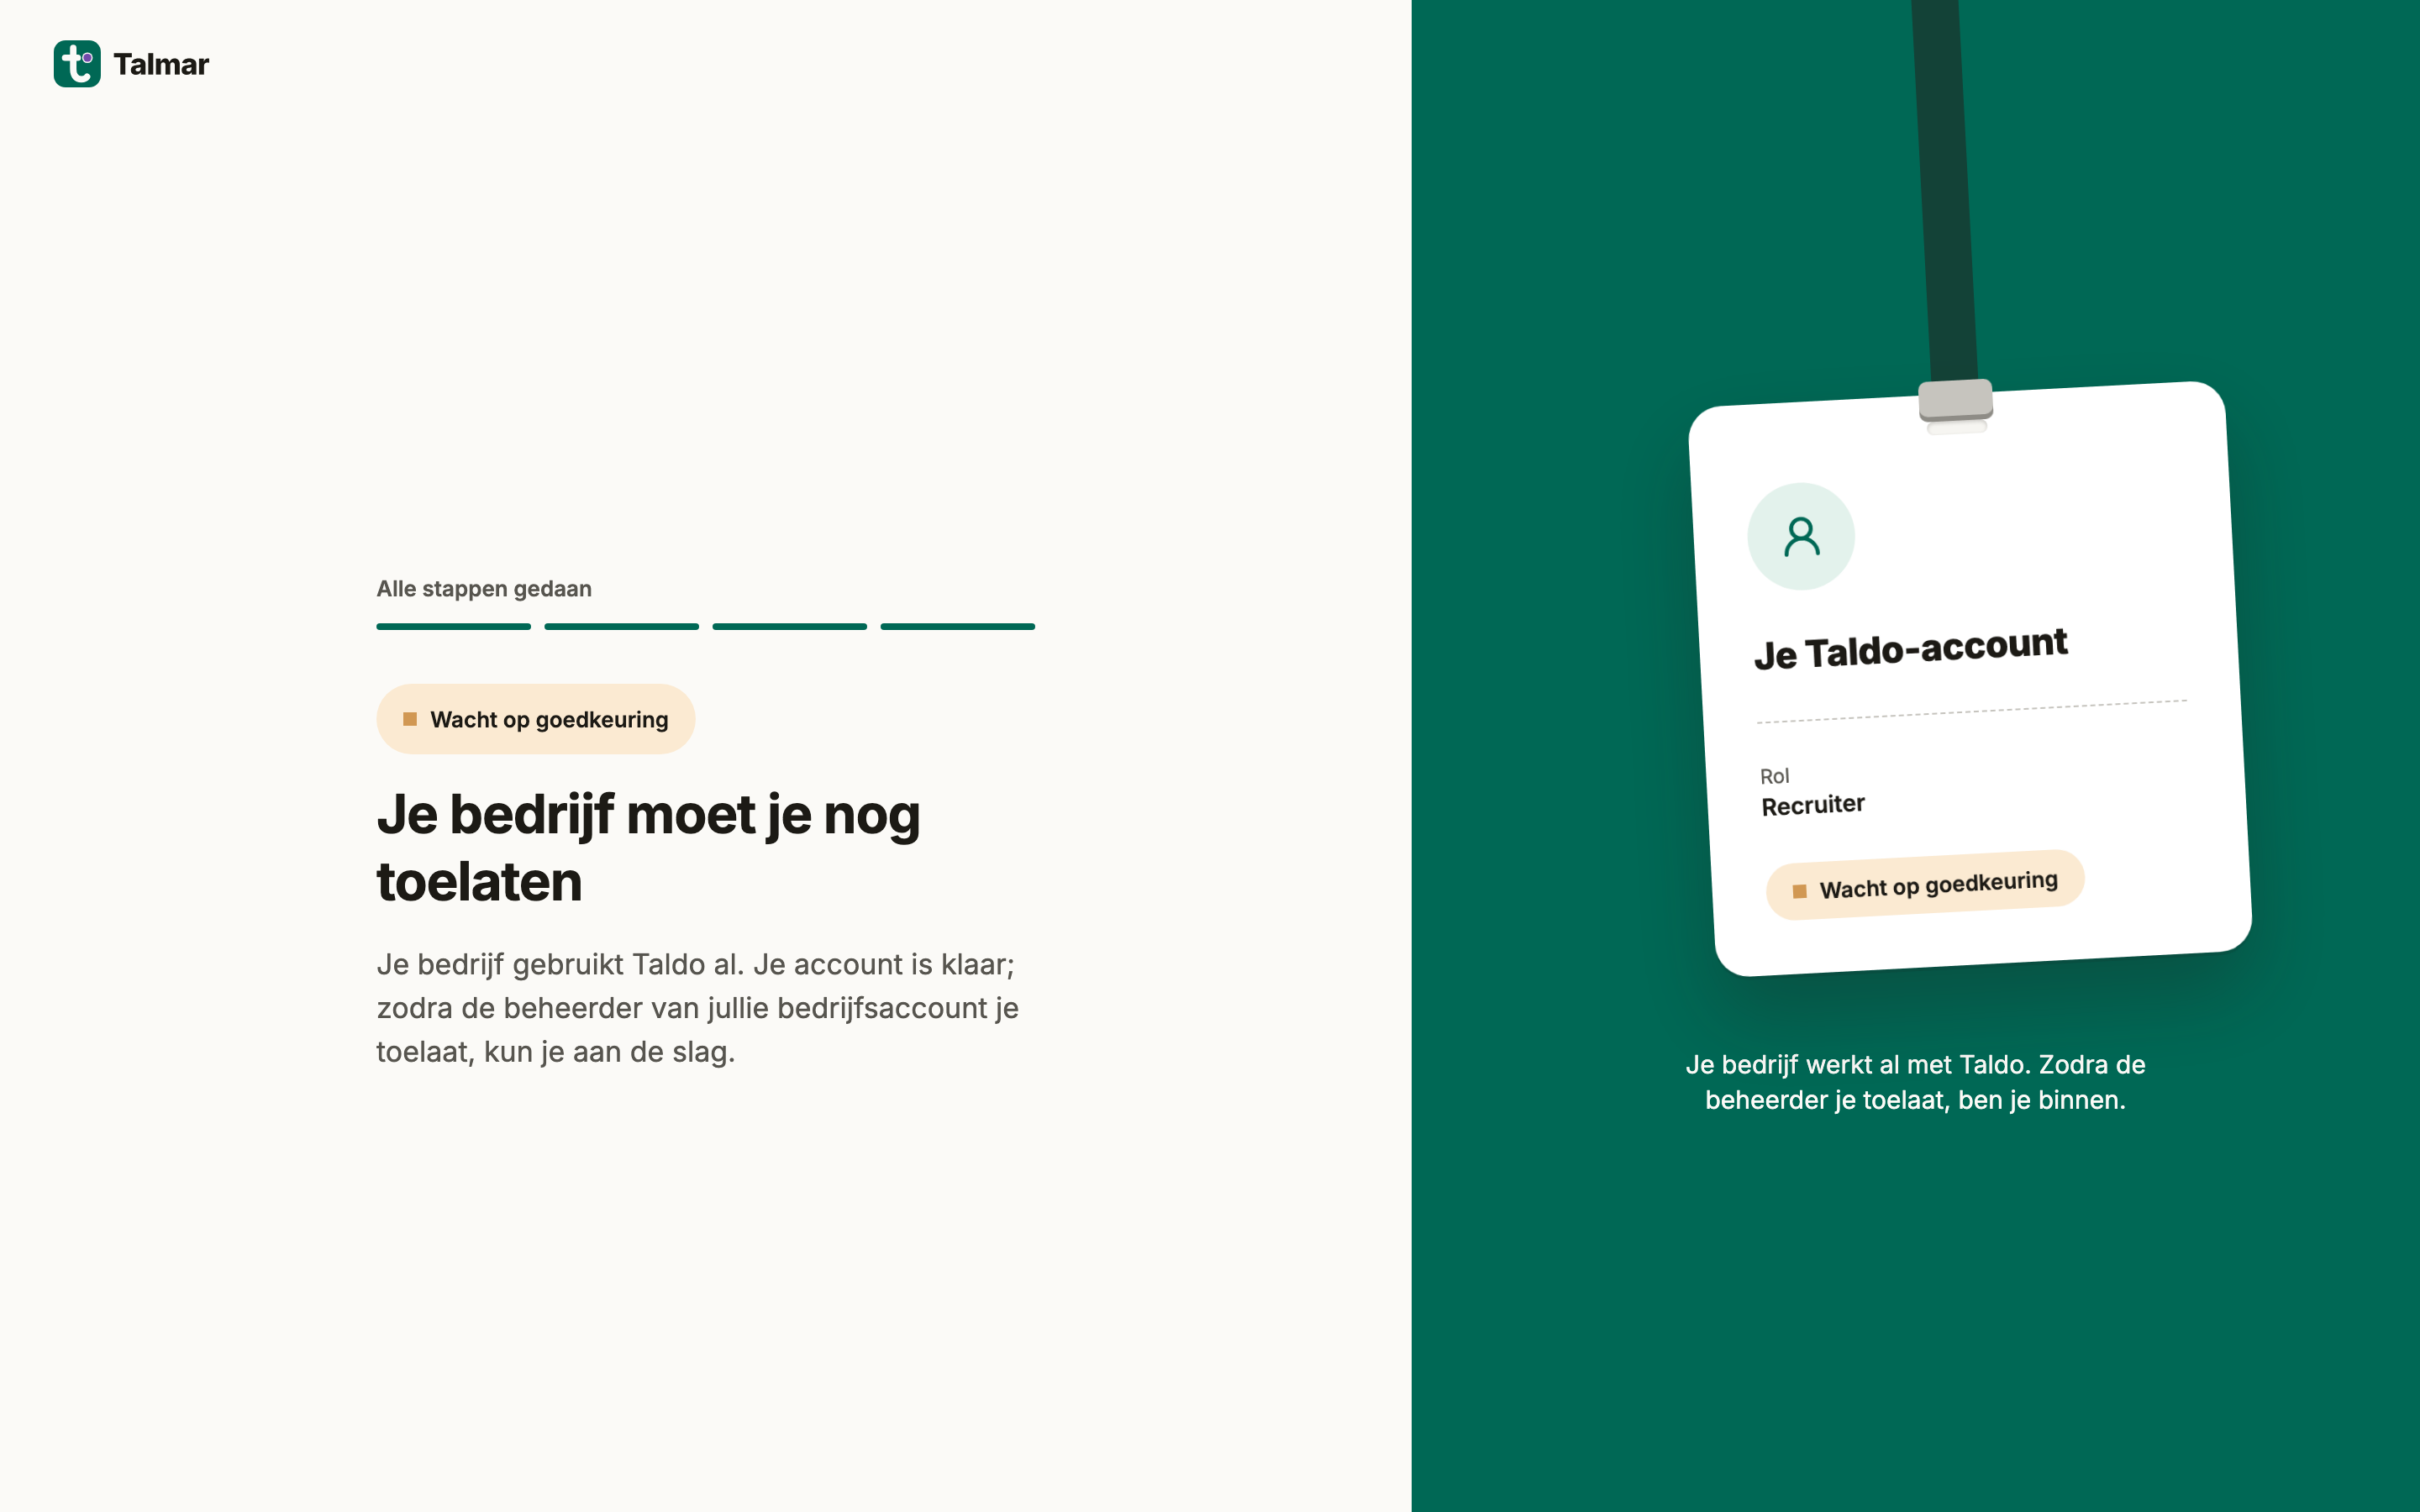 Talmar
Alle stappen gedaan
Wacht op goedkeuring
Je bedrijf moet je nog
toelaten
Je bedrijf gebruikt Taldo al. Je account is klaar;
zodra de beheerder van jullie bedrijfsaccount je
toelaat, kun je aan de slag.
Je Taldo-account
Rol
Recruiter
Wacht op goedkeuring
Je bedrijf werkt al met Taldo. Zodra de
beheerder je toelaat, ben je binnen.